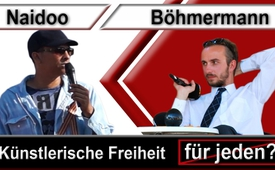 Naidoo
Böhmermann
Künstlerische Freiheit für jeden?